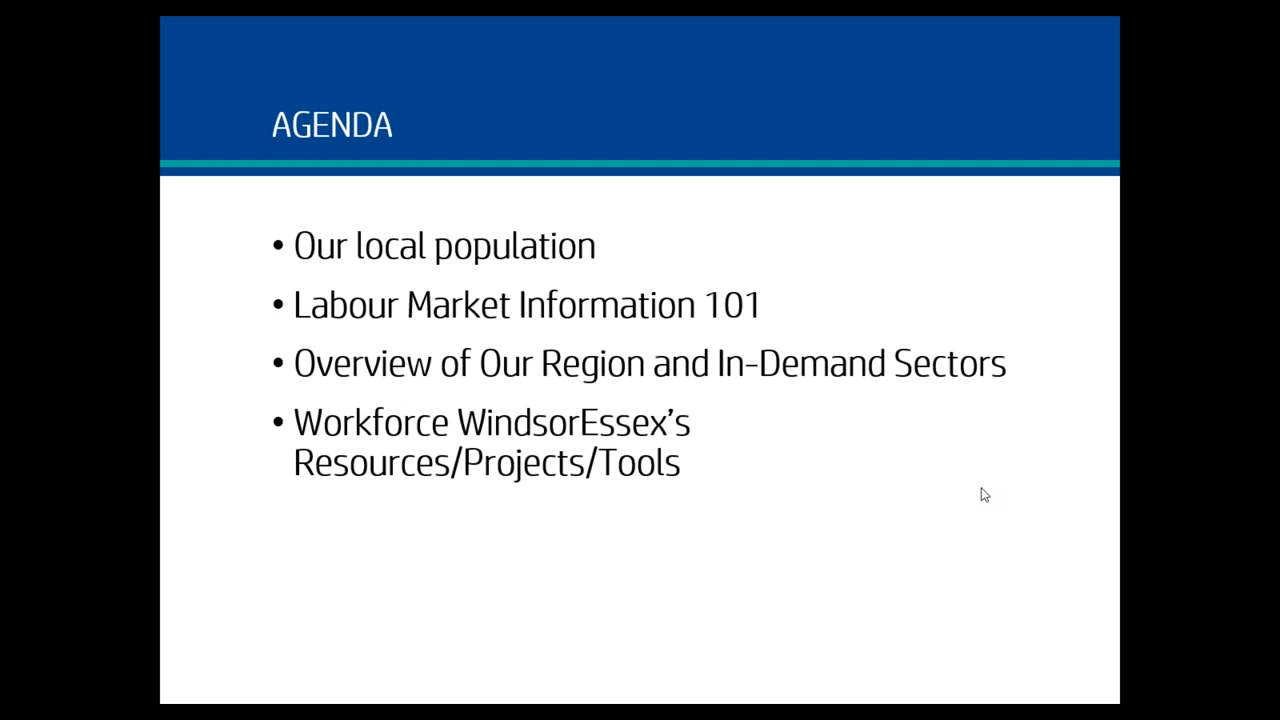 AGENDA
• Our local population
• Labour Market Information 101
• Overview of Our Region and In-Demand Sectors
• Workforce WindsorEssex’s
Resources/Projects/Tools